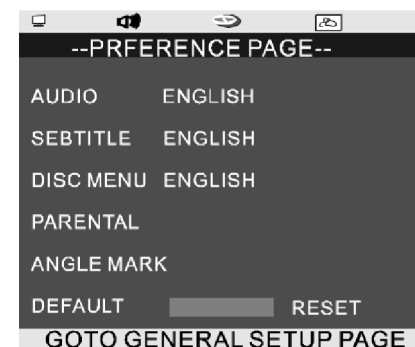 --PRFERENCE PAGE--
AUDIO ENGLISH
SEBTITLE ENGLISH
DISC MENU ENGLISH
PARENTAL
ANGLE MARK
DEFAULT RESET
GOTO GENERAL SETUP PAGE